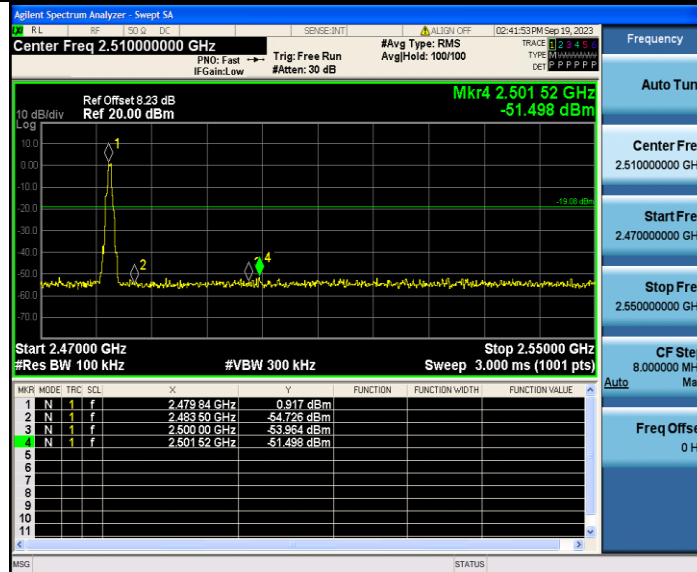 Agilent Spectrum Analyzer - Swept SA
RL RF 50 Ω DC SENSE:INT ALIGN OFF 02:41:53 PM Sep 19, 2023
Center Freq 2.510000000 GHz
PNO: Fast
IFGain:Low
Trig: Free Run
#Atten: 30 dB
#Avg Type: RMS
Avg|Hold: 100/100
TRACE 1 2 3 4 5 6
TYPE M
DET P P P P P P
Frequency
Mkr4 2.501 52 GHz
-51.498 dBm
Ref Offset 8.23 dB
Ref 20.00 dBm
10 dB/div
Log
10.0
0.00
-10.0
-20.0
-30.0
-40.0
-50.0
-60.0
-70.0
-19.08 dBm
1
2
4
Start 2.47000 GHz Stop 2.55000 GHz
#Res BW 100 kHz #VBW 300 kHz Sweep 3.000 ms (1001 pts)
MKR MODE TRC SCL X Y FUNCTION FUNCTION WIDTH FUNCTION VALUE
1 N 1 f 2.479 84 GHz 0.917 dBm
2 N 1 f 2.483 50 GHz -54.726 dBm
3 N 1 f 2.500 00 GHz -53.964 dBm
4 N 1 f 2.501 52 GHz -51.498 dBm
5
6
7
8
9
10
11
MSG STATUS
Auto Tun
Center Fre
2.510000000 GH
Start Fre
2.470000000 GH
Stop Fre
2.550000000 GH
CF Ste
8.000000 MH
Auto Ma
Freq Offse
0 H